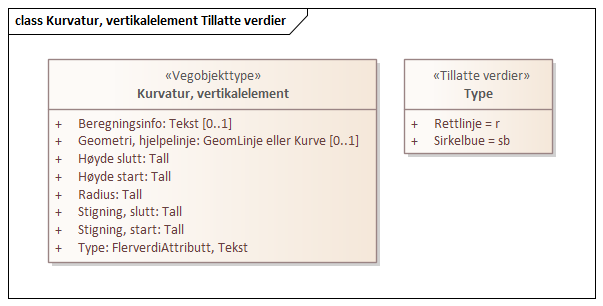 class Kurvatur, vertikalelement Tillatte verdier
«Vegobjekttype»
Kurvatur, vertikalelement
+ Beregningsinfo: Tekst [0..1]
+ Geometri, hjelpelinje: GeomLinje eller Kurve [0..1]
+ Høyde slutt: Tall
+ Høyde start: Tall
+ Radius: Tall
+ Stigning, slutt: Tall
+ Stigning, start: Tall
+ Type: FlerverdiAttributt, Tekst
«Tillatte verdier»
Type
+ Rettlinje = r
+ Sirkelbue = sb